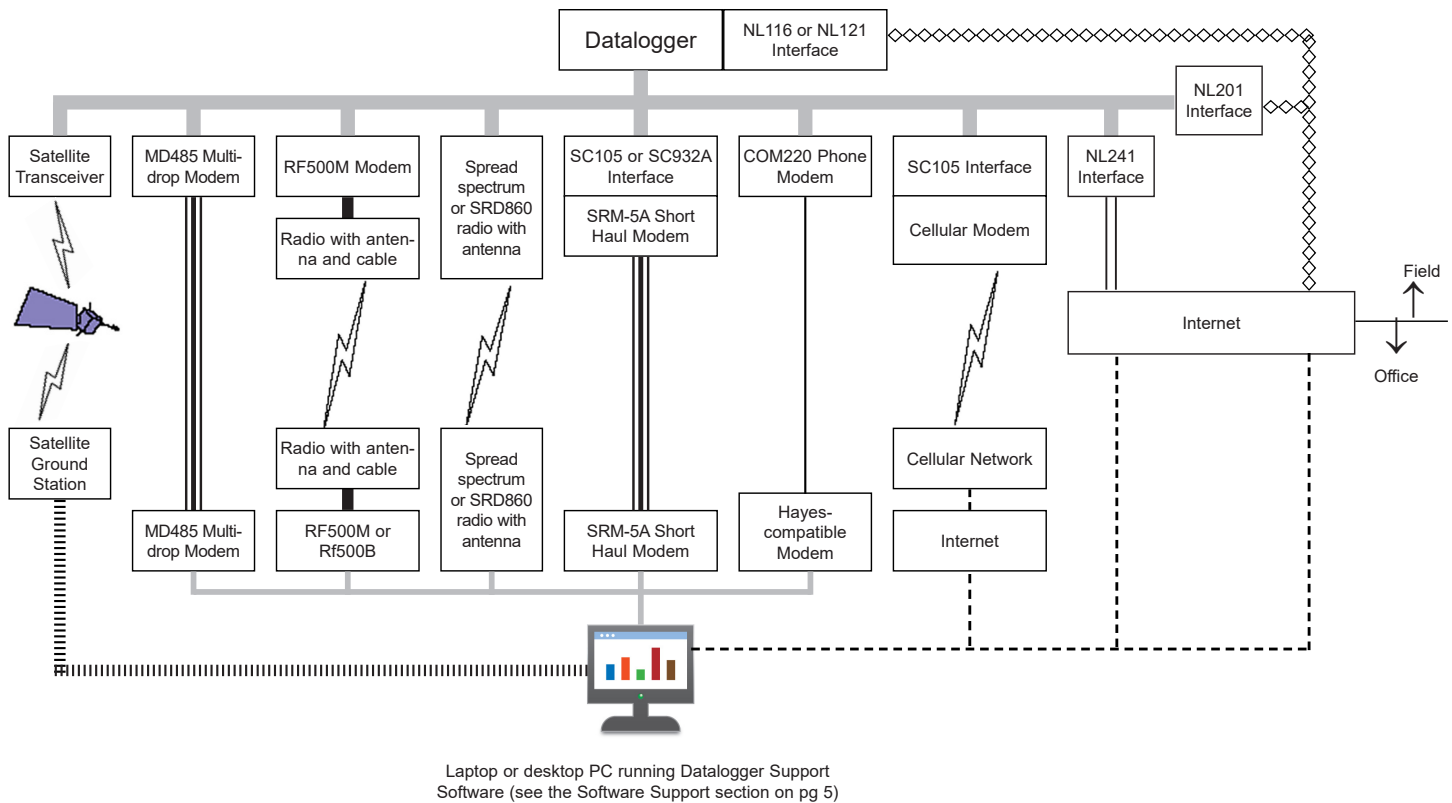 Datalogger
NL116 or NL121
Interface
NL201
Interface
Satellite
Transceiver
MD485 Multi-
drop Modem
RF500M Modem
Radio with anten-
na and cable
Spread
spectrum
or SRD860
radio with
antenna
SC105 or SC932A
Interface
SRM-5A Short
Haul Modem
COM220 Phone
Modem
SC105 Interface
Cellular Modem
NL241
Interface
Internet
Field
Office
Satellite
Ground
Station
MD485 Multi-
drop Modem
Radio with anten-
na and cable
RF500M or
Rf500B
Spread
spectrum
or SRD860
radio with
antenna
SRM-5A Short
Haul Modem
Hayes-
compatible
Modem
Cellular Network
Internet
Laptop or desktop PC running Datalogger Support
Software (see the Software Support section on pg 5)